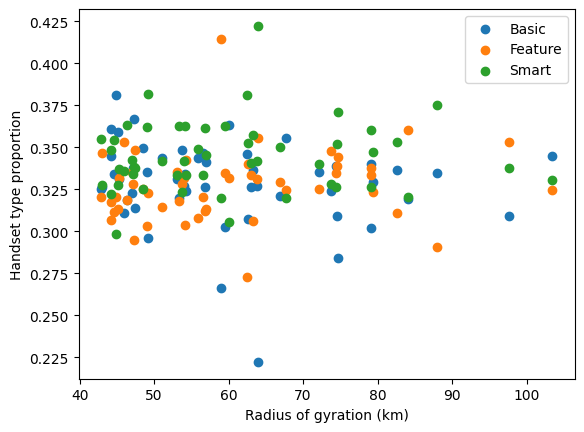 Basic
Feature
Smart
0.425
0.400
0.375
0.350
0.325
0.300
0.275
0.250
0.225
Handset type proportion
40 50 60 70 80 90 100
Radius of gyration (km)